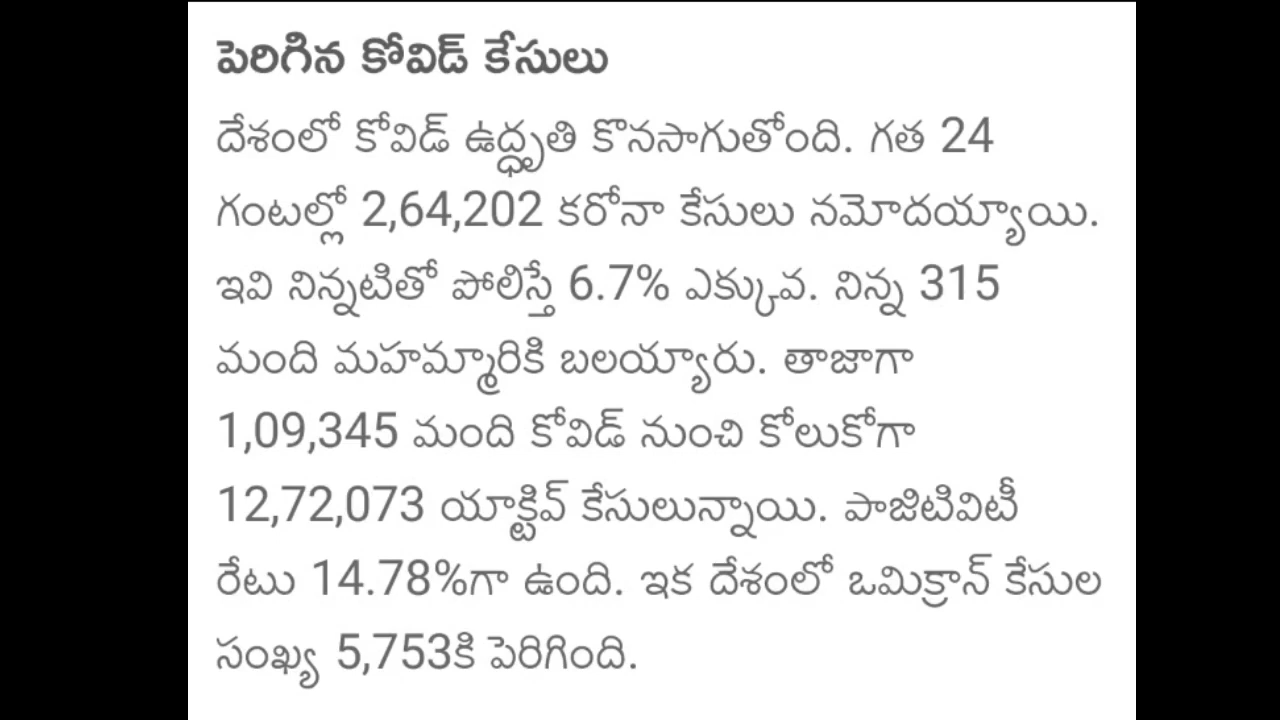 పెరిగిన కోవిడ్ కేసులు
దేశంలో కోవిడ్ ఉద్ధృతి కొనసాగుతోంది. గత 24
గంటల్లో 2,64,202 కరోనా కేసులు నమోదయ్యాయి.
ఇవి నిన్నటితో పోలిస్తే 6.7% ఎక్కువ. నిన్న 315
మంది మహమ్మారికి బలయ్యారు. తాజాగా
1,09,345 మంది కోవిడ్ నుంచి కోలుకోగా
12,72,073 యాక్టివ్ కేసులున్నాయి. పాజిటివిటీ
రేటు 14.78%గా ఉంది. ఇక దేశంలో ఒమిక్రాన్ కేసుల
సంఖ్య 5,753కి పెరిగింది.